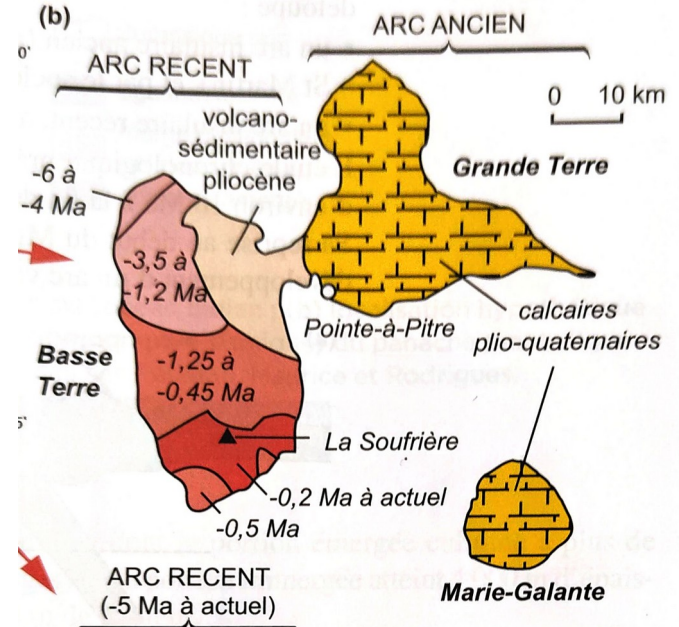 (b)
ARC ANCIEN
0'
ARC RECENT
0 10 km
volcano-
sédimentaire
pliocène
Grande Terre
-6 à
-4 Ma
-3,5 à
-1,2 Ma
calcaires
plio-quaternaires
Pointe-à-Pitre
Basse
Terre
-1,25 à
-0,45 Ma
5'
La Soufrière
-0,2 Ma à actuel
-0,5 Ma
ARC RECENT
(-5 Ma à actuel)
Marie-Galante